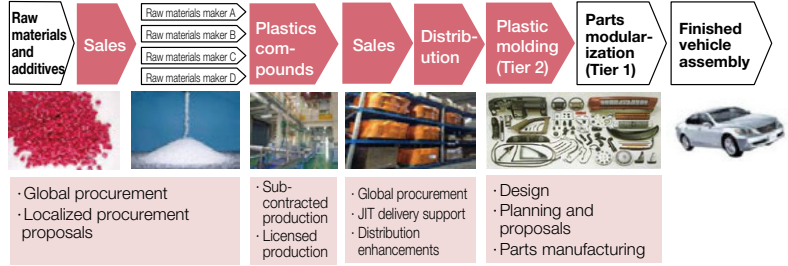 Raw
materials
and
additives
Sales
Raw materials maker A
Raw materials maker B
Raw materials maker C
Raw materials maker D
Plastics
com-
pounds
Sales
Distrib-
ution
Plastic
molding
(Tier 2)
Parts
modular-
ization
(Tier 1)
Finished
vehicle
assembly
· Global procurement
· Localized procurement
proposals
· Sub-
contracted
production
· Licensed
production
· Global procurement
· JIT delivery support
· Distribution
enhancements
· Design
· Planning and
proposals
· Parts manufacturing